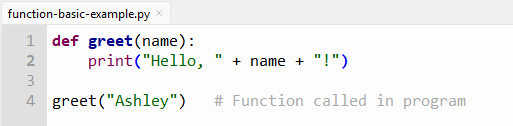 function-basic-example.py ×
1 def greet(name):
2     print("Hello, " + name + "!")
3
4 greet("Ashley")   # Function called in program